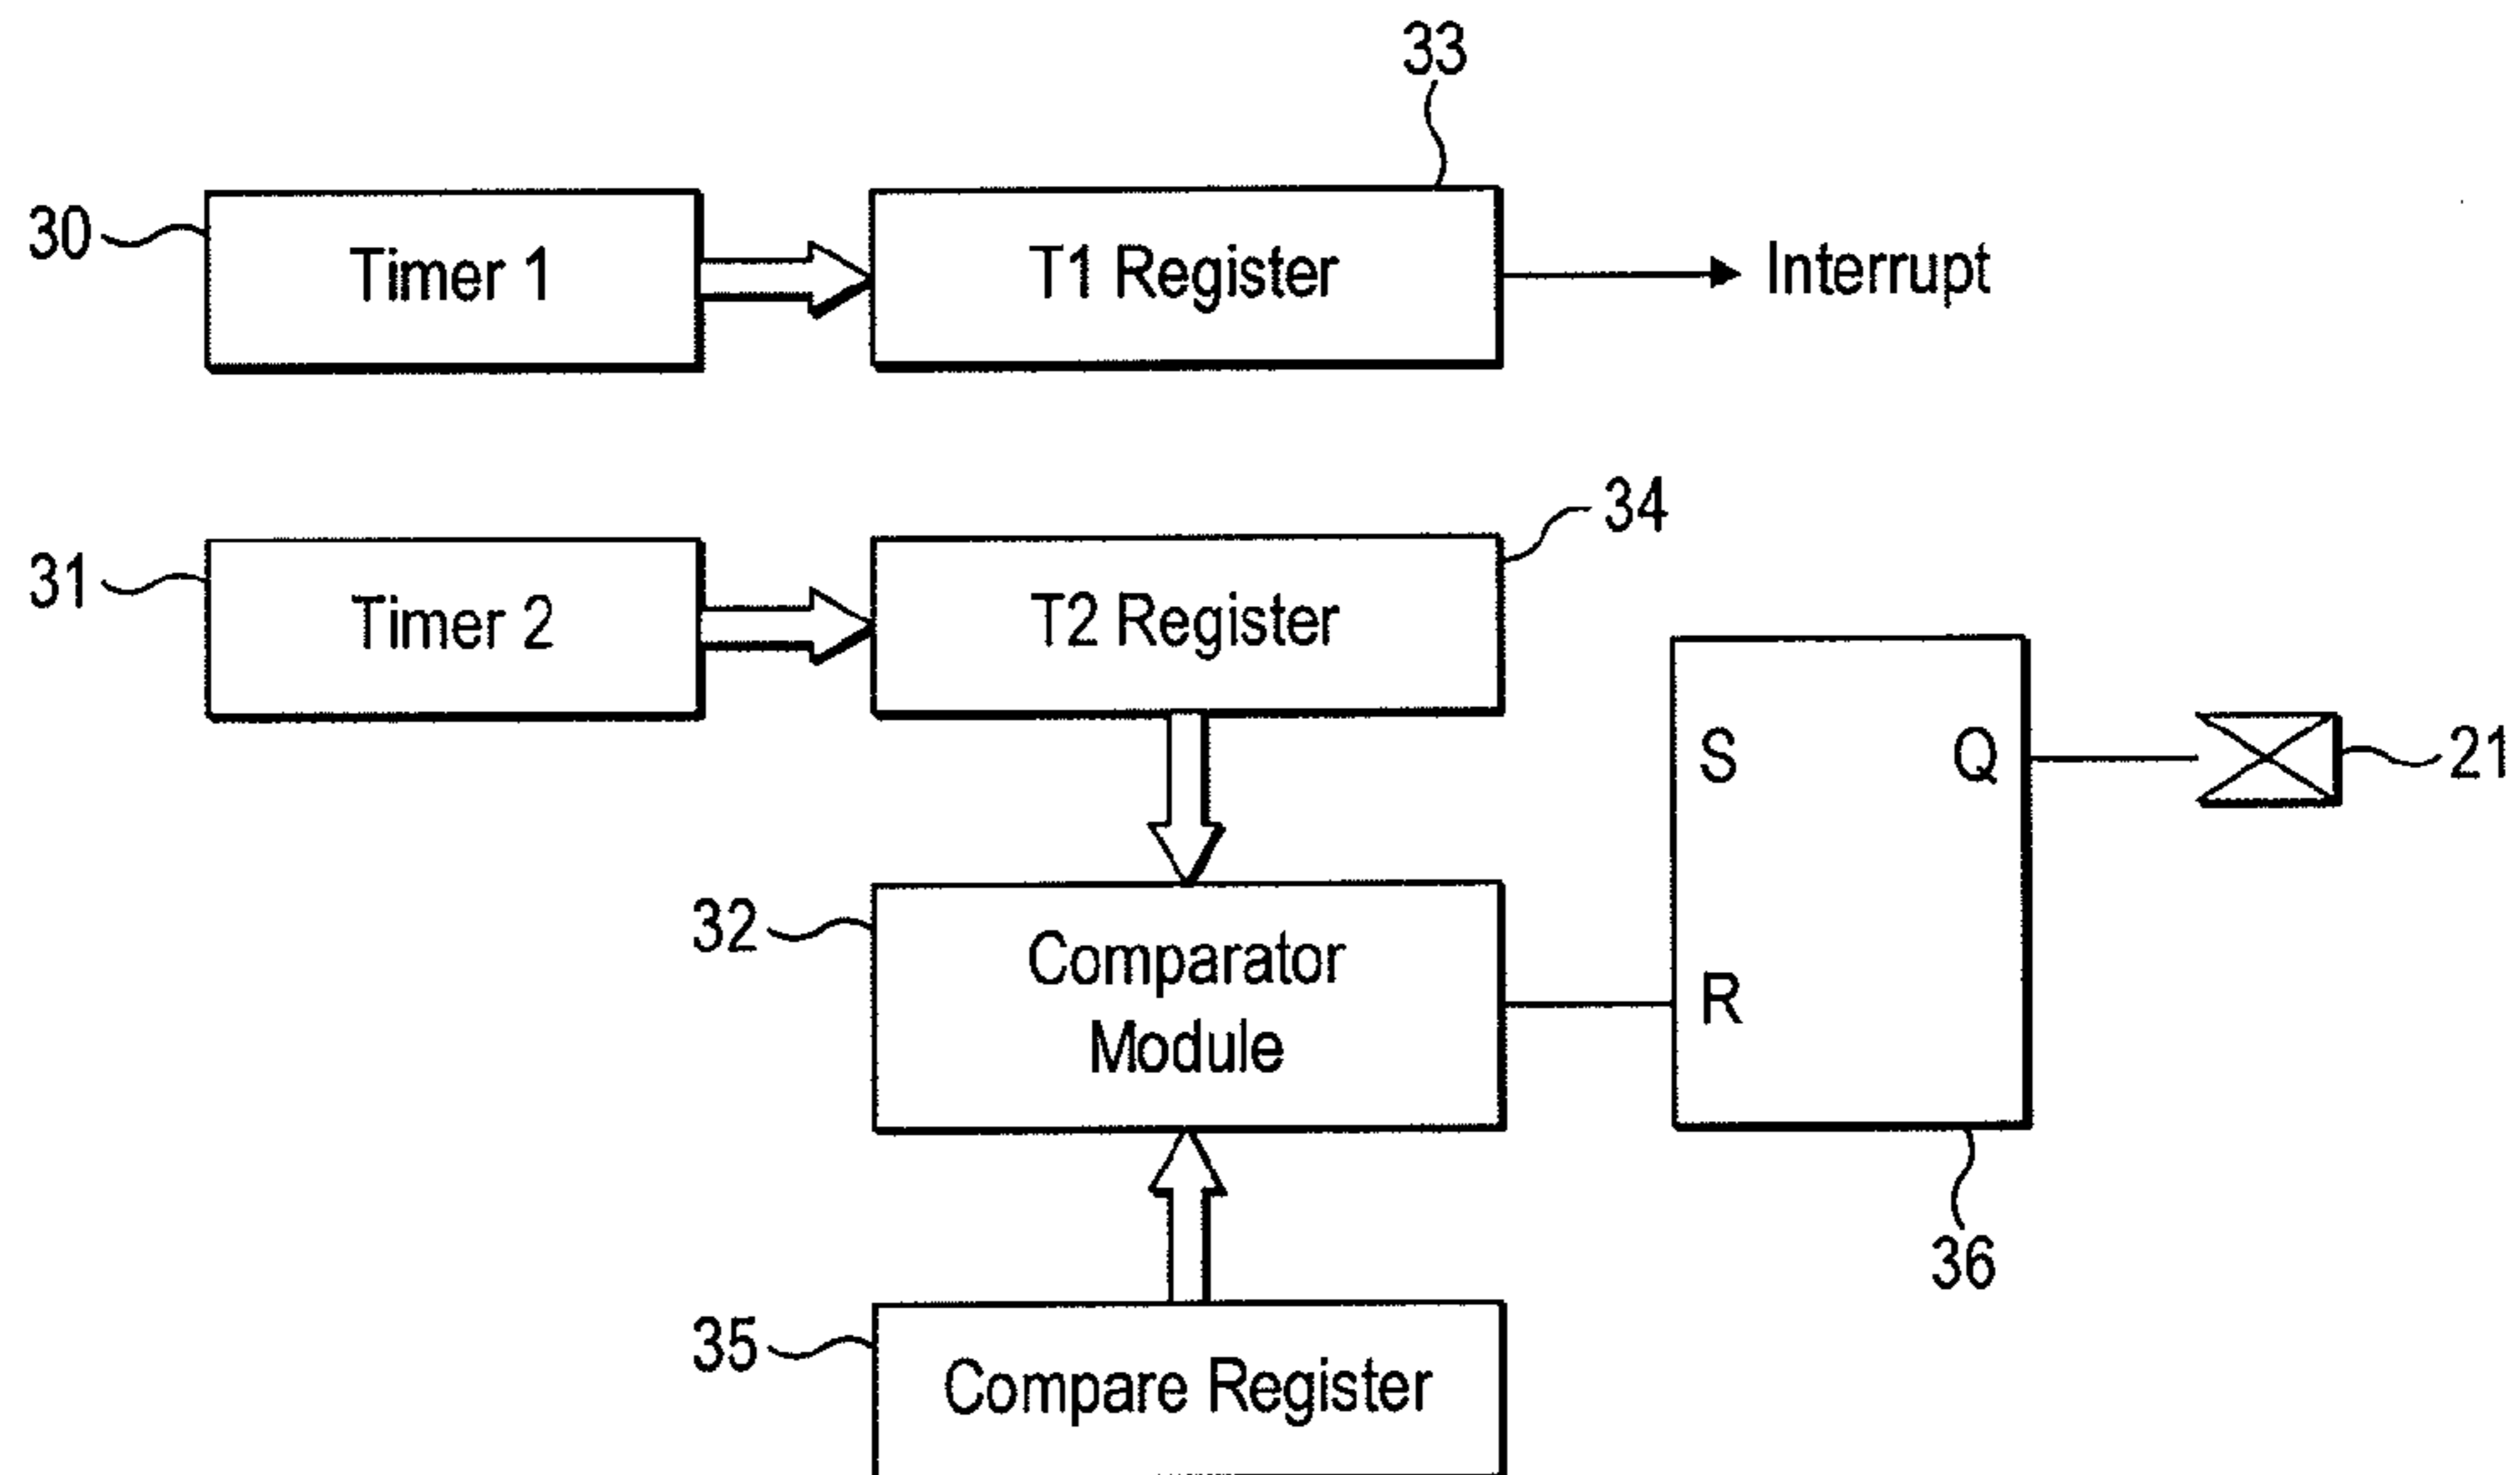 33
30
Timer 1
T1 Register
Interrupt
34
31
Timer 2
T2 Register
S
Q
21
32
Comparator
Module
R
36
35
Compare Register